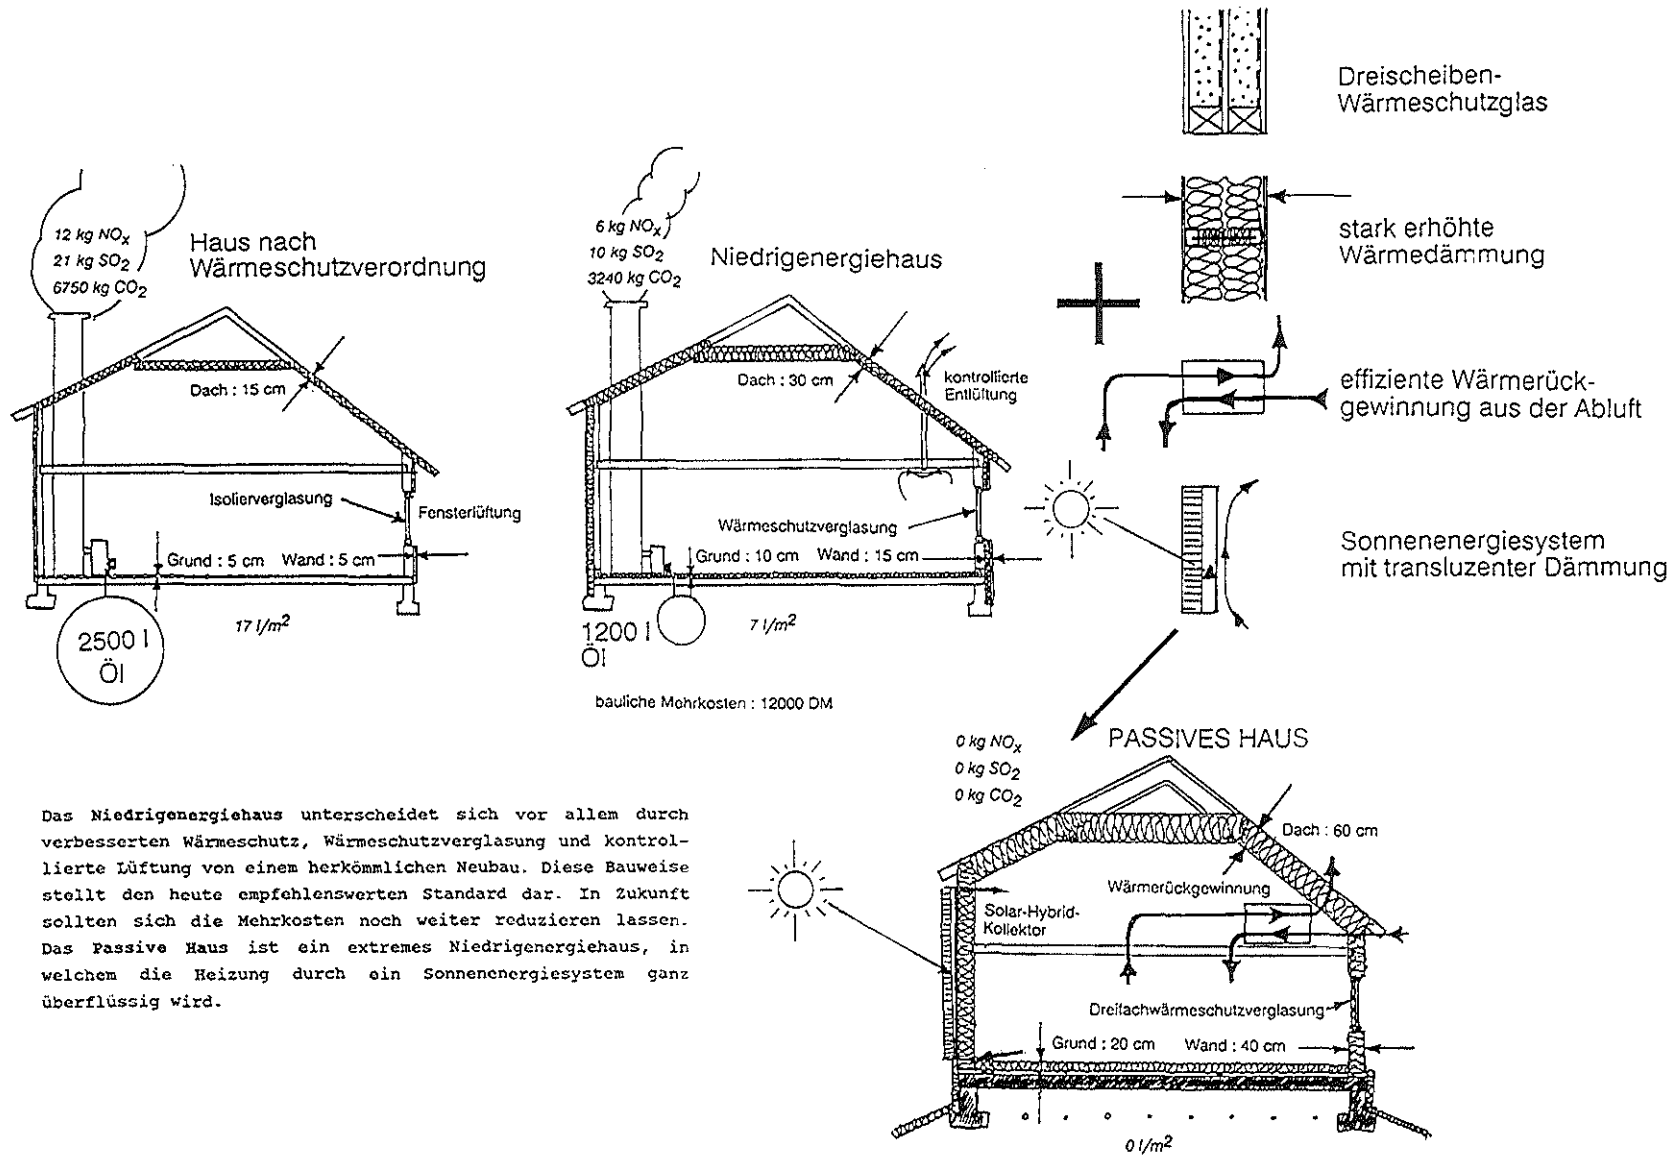 Dreischeiben-
Wärmeschutzglas
stark erhöhte
Wärmedämmung
effiziente Wärmerück-
gewinnung aus der Abluft
Sonnenenergiesystem
mit transluzenter Dämmung
12 kg NOx
21 kg SO2
6750 kg CO2
Haus nach
Wärmeschutzverordnung
Dach : 15 cm
Isolierverglasung
Fensterlüftung
Grund : 5 cm Wand : 5 cm
2500 l
Öl
17 l/m²
6 kg NOx
10 kg SO2
3240 kg CO2
Niedrigenergiehaus
Dach : 30 cm
kontrollierte
Entlüftung
Wärmeschutzverglasung
Grund : 10 cm Wand : 15 cm
1200 l
Öl
7 l/m²
bauliche Mehrkosten : 12000 DM
0 kg NOx
0 kg SO2
0 kg CO2
PASSIVES HAUS
Dach : 60 cm
Wärmerückgewinnung
Solar-Hybrid-
Kollektor
Dreifachwärmeschutzverglasung
Grund : 20 cm Wand : 40 cm
0 l/m²
Das Niedrigenergiehaus unterscheidet sich vor allem durch
verbesserten Wärmeschutz, Wärmeschutzverglasung und kontrol-
lierte Lüftung von einem herkömmlichen Neubau. Diese Bauweise
stellt den heute empfehlenswerten Standard dar. In Zukunft
sollten sich die Mehrkosten noch weiter reduzieren lassen.
Das Passive Haus ist ein extremes Niedrigenergiehaus, in
welchem die Heizung durch ein Sonnenenergiesystem ganz
überflüssig wird.